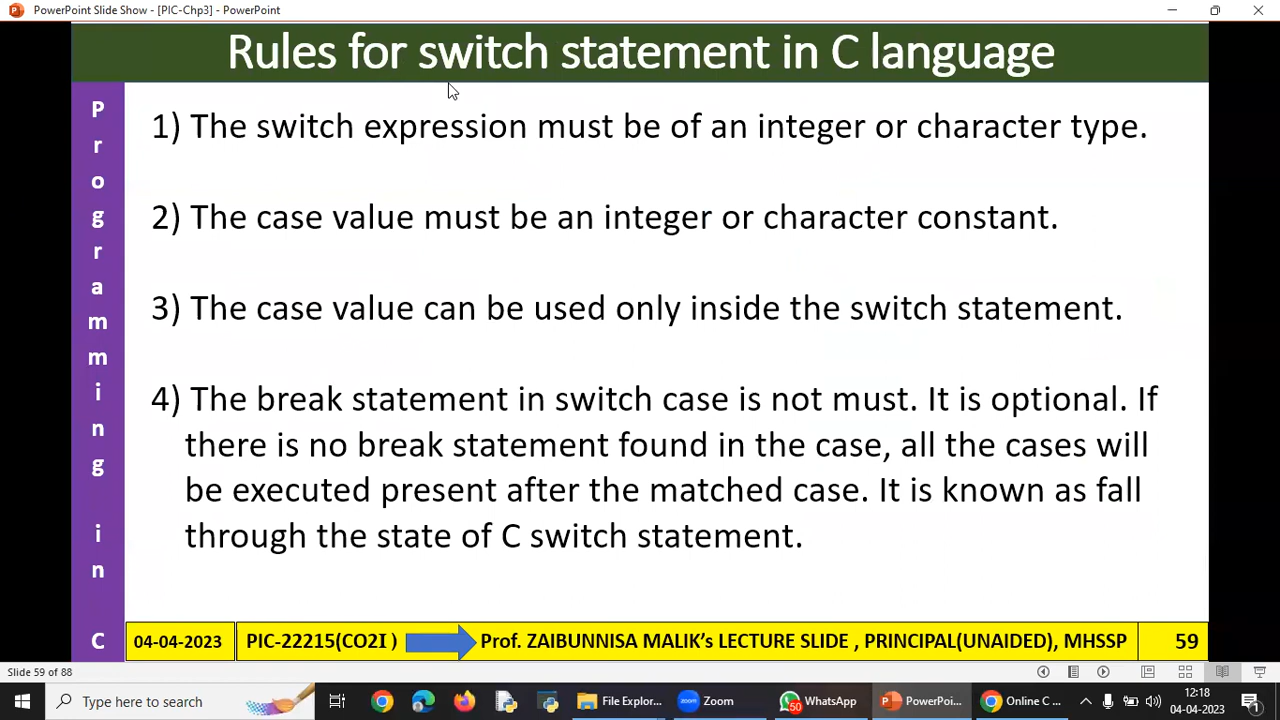 PowerPoint Slide Show - [PIC-Chp3] - PowerPoint
Rules for switch statement in C language
Programming in C
1) The switch expression must be of an integer or character type.
2) The case value must be an integer or character constant.
3) The case value can be used only inside the switch statement.
4) The break statement in switch case is not must. It is optional. If
there is no break statement found in the case, all the cases will
be executed present after the matched case. It is known as fall
through the state of C switch statement.
04-04-2023 PIC-22215(CO2I ) Prof. ZAIBUNNISA MALIK's LECTURE SLIDE , PRINCIPAL(UNAIDED), MHSSP 59
Slide 59 of 88
Type here to search File Explor... Zoom 50 WhatsApp PowerPoi... Online C ... 12:18
04-04-2023 1